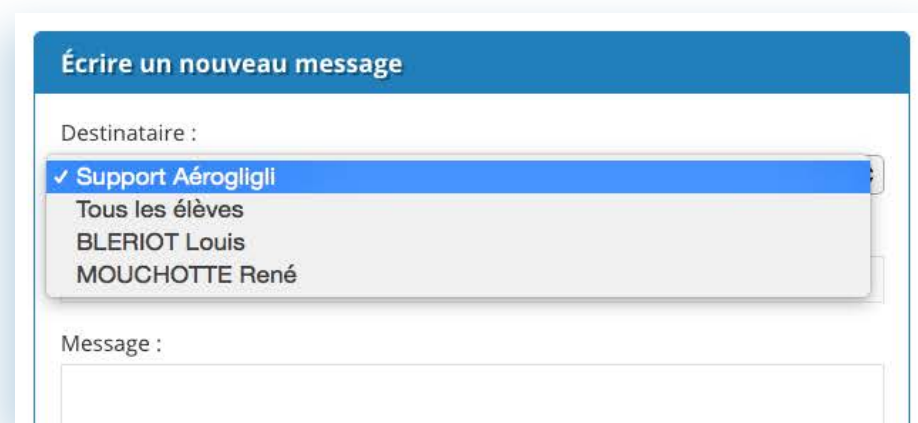 Écrire un nouveau message
Destinataire :
✓ Support Aérogligli
Tous les élèves
BLERIOT Louis
MOUCHOTTE René
Message :